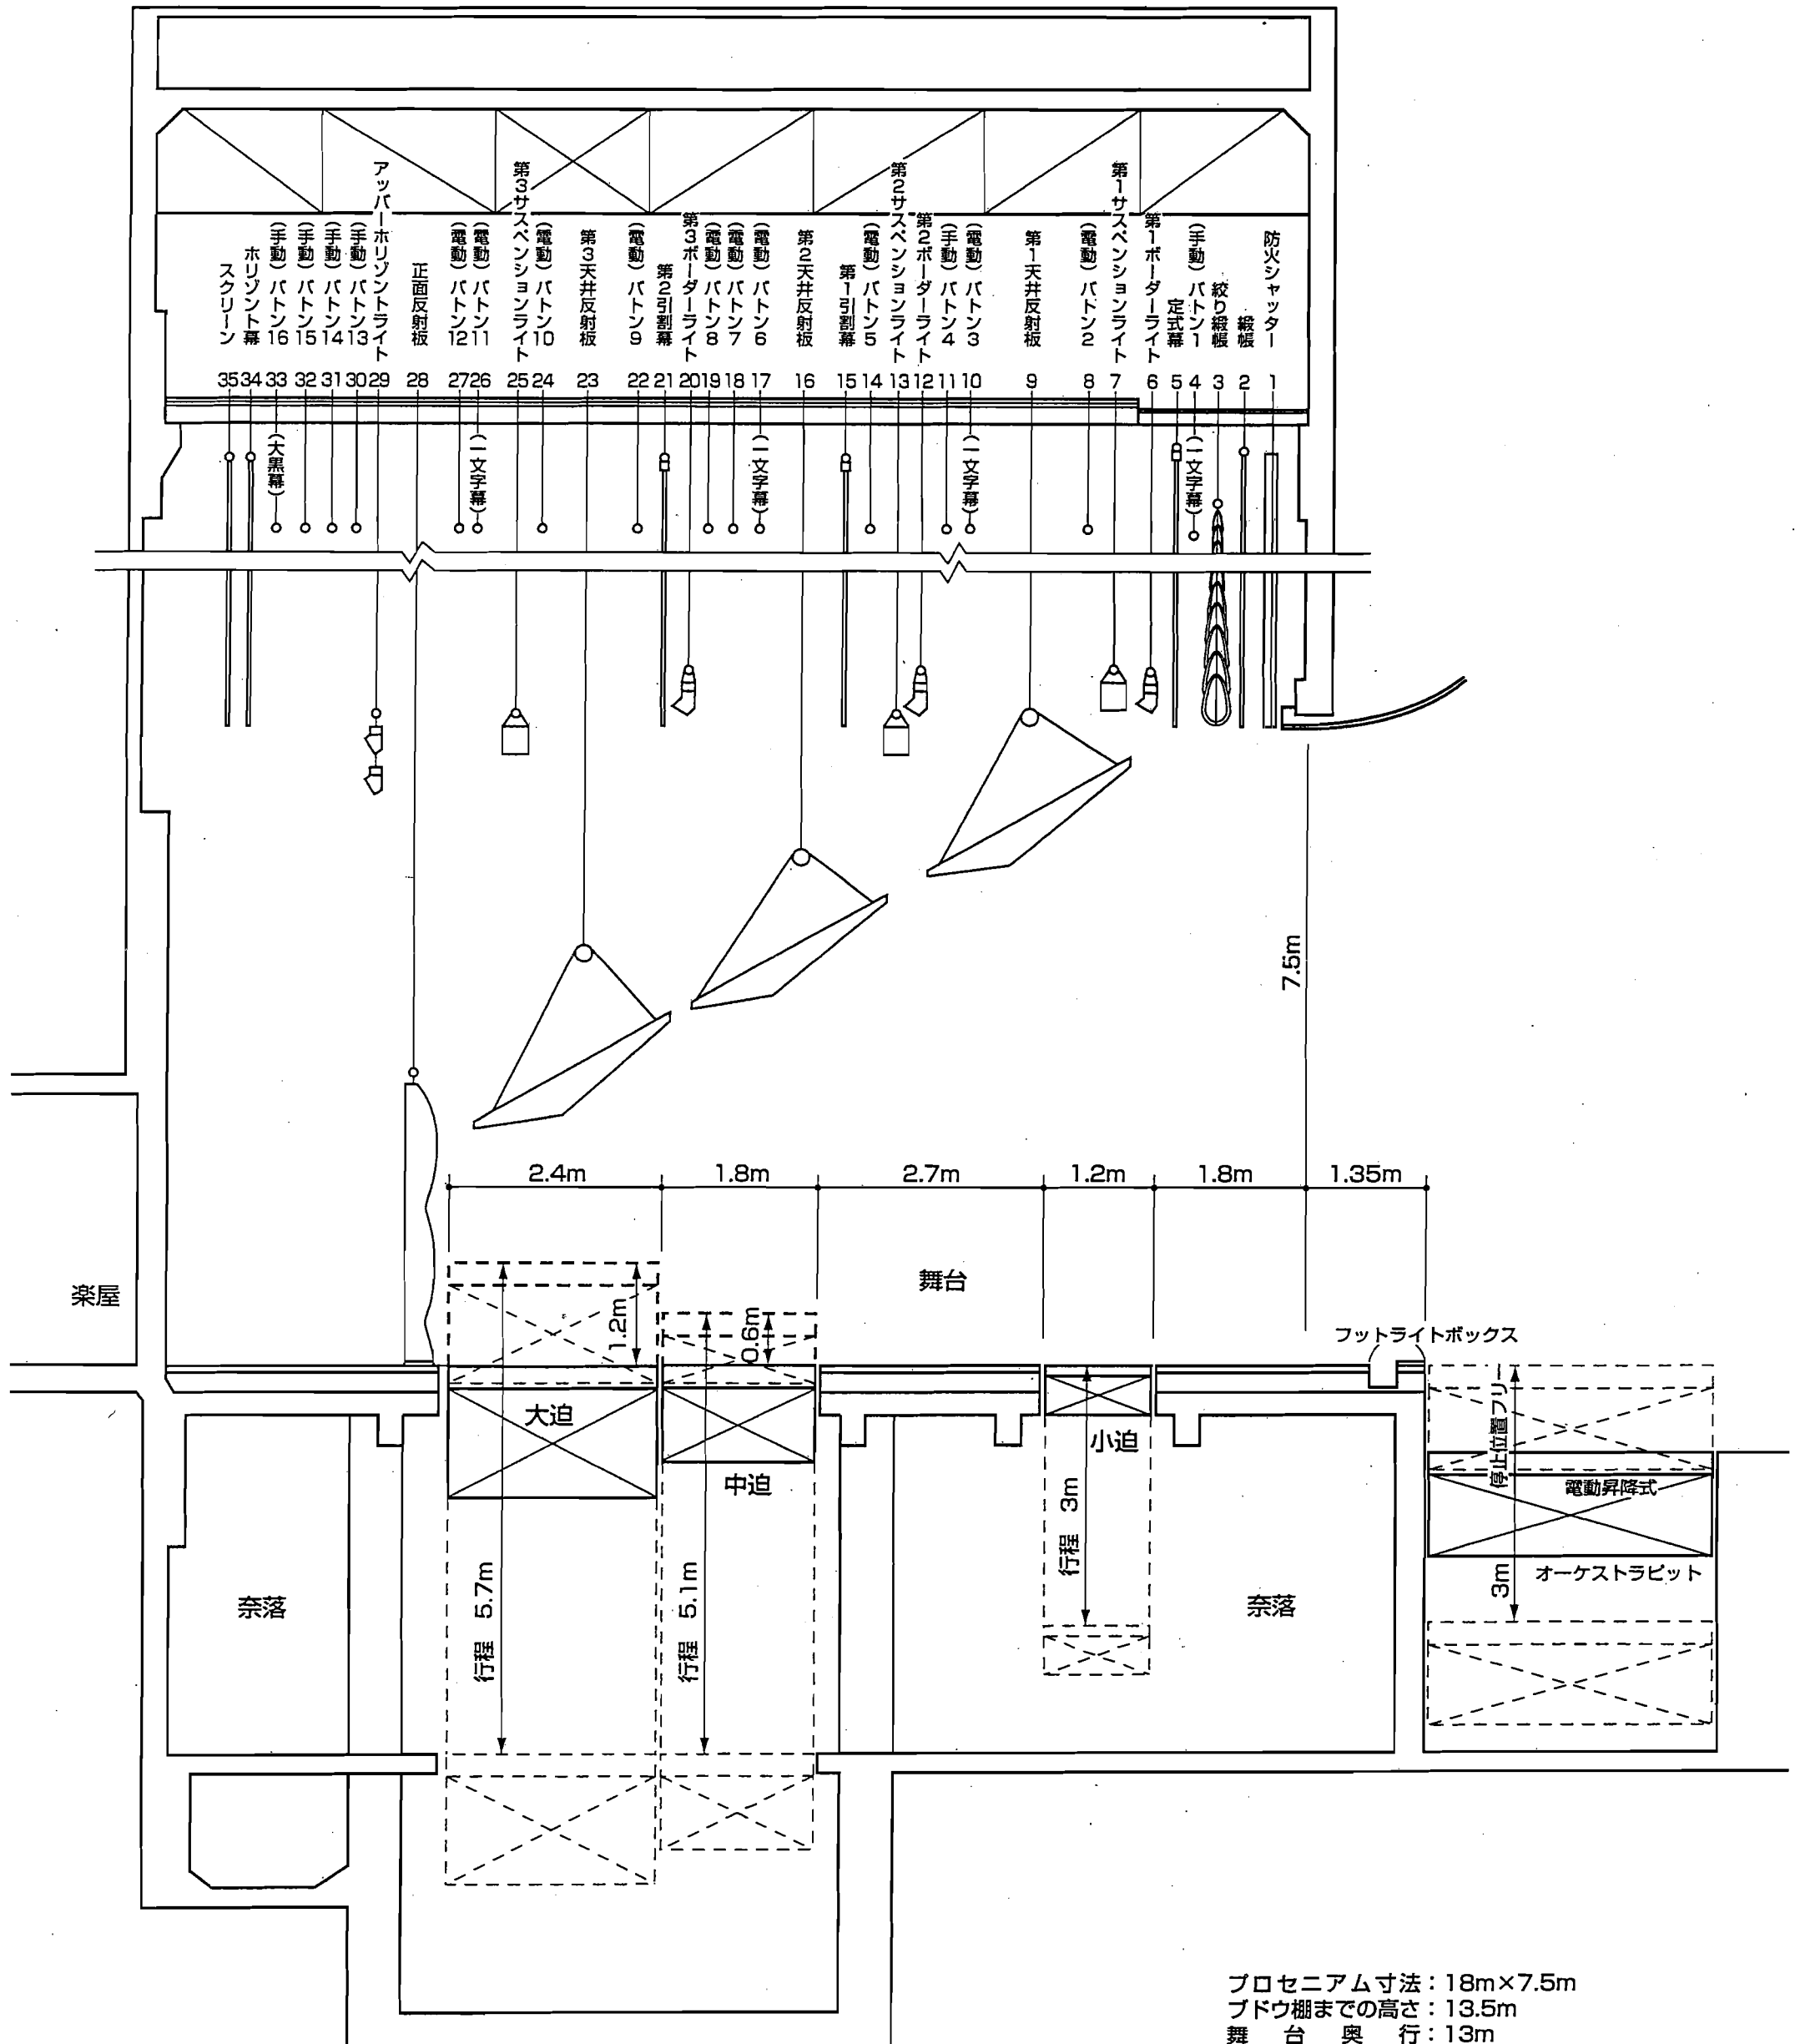 防火シャッター 1
緞帳 2
絞り緞帳 3
(手動)バトン1 4 (一文字幕)
定式幕 5
第1ボーダーライト 6
第1サスペンションライト 7
(電動)バトン2 8
第1天井反射板 9
(電動)バトン3 10 (一文字幕)
(手動)バトン4 11
第2ボーダーライト 12
第2サスペンションライト 13
(電動)バトン5 14
第1引割幕 15
第2天井反射板 16
(電動)バトン6 17 (一文字幕)
(電動)バトン7 18
(電動)バトン8 19
第3ボーダーライト 20
第2引割幕 21
(電動)バトン9 22
第3天井反射板 23
(電動)バトン10 24
第3サスペンションライト 25
(電動)バトン11 26 (一文字幕)
(電動)バトン12 27
正面反射板 28
アッパーホリゾントライト 29
(手動)バトン13 30
(手動)バトン14 31
(手動)バトン15 32
(手動)バトン16 33 (大黒幕)
ホリゾント幕 34
スクリーン 35
7.5m
2.4m
1.8m
2.7m
1.2m
1.8m
1.35m
楽屋
舞台
1.2m
0.6m
フットライトボックス
大迫
中迫
小迫
停止位置フリー
電動昇降式
オーケストラピット
3m
行程 5.7m
行程 5.1m
行程 3m
奈落
奈落
プロセニアム寸法：18m×7.5m
ブドウ棚までの高さ：13.5m
舞台奥行：13m